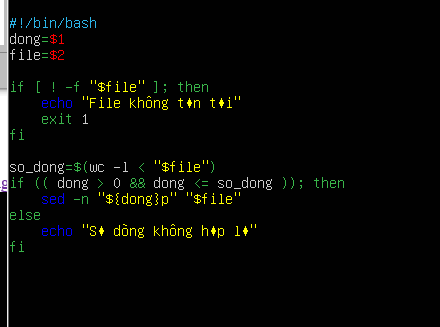 #!/bin/bash
dong=$1
file=$2
if [ ! -f "$file" ]; then
echo "File không t♦n t♦i"
exit 1
fi
so_dong=$(wc -l < "$file")
if (( dong > 0 && dong <= so_dong )); then
sed -n "${dong}p" "$file"
else
echo "S♦ dòng không h♦p l♦"
fi